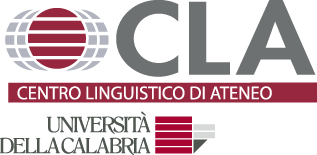 CLA
CENTRO LINGUISTICO DI ATENEO
UNIVERSITÀ
DELLA CALABRIA